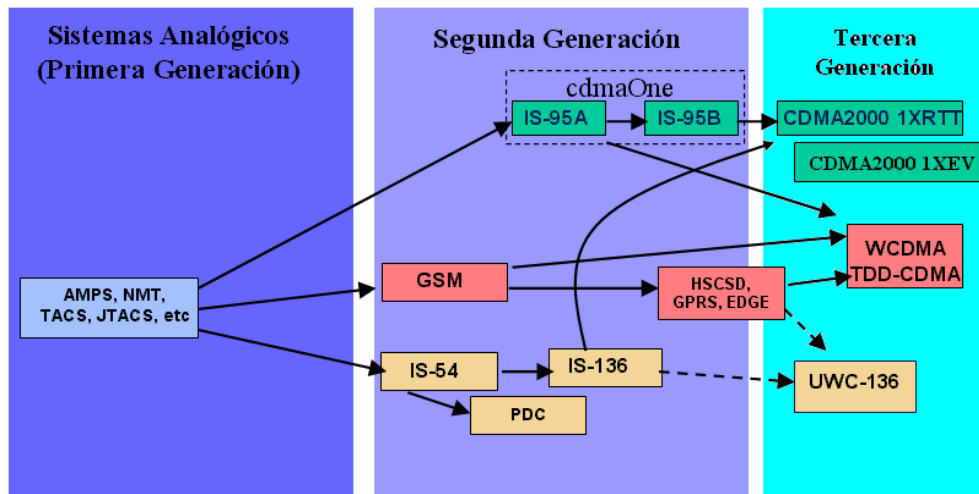 Sistemas Analógicos
(Primera Generación)
Segunda Generación
Tercera
Generación
cdmaOne
IS-95A
IS-95B
CDMA2000 1XRTT
CDMA2000 1XEV
WCDMA
TDD-CDMA
AMPS, NMT,
TACS, JTACS, etc
GSM
HSCSD,
GPRS, EDGE
IS-54
IS-136
UWC-136
PDC